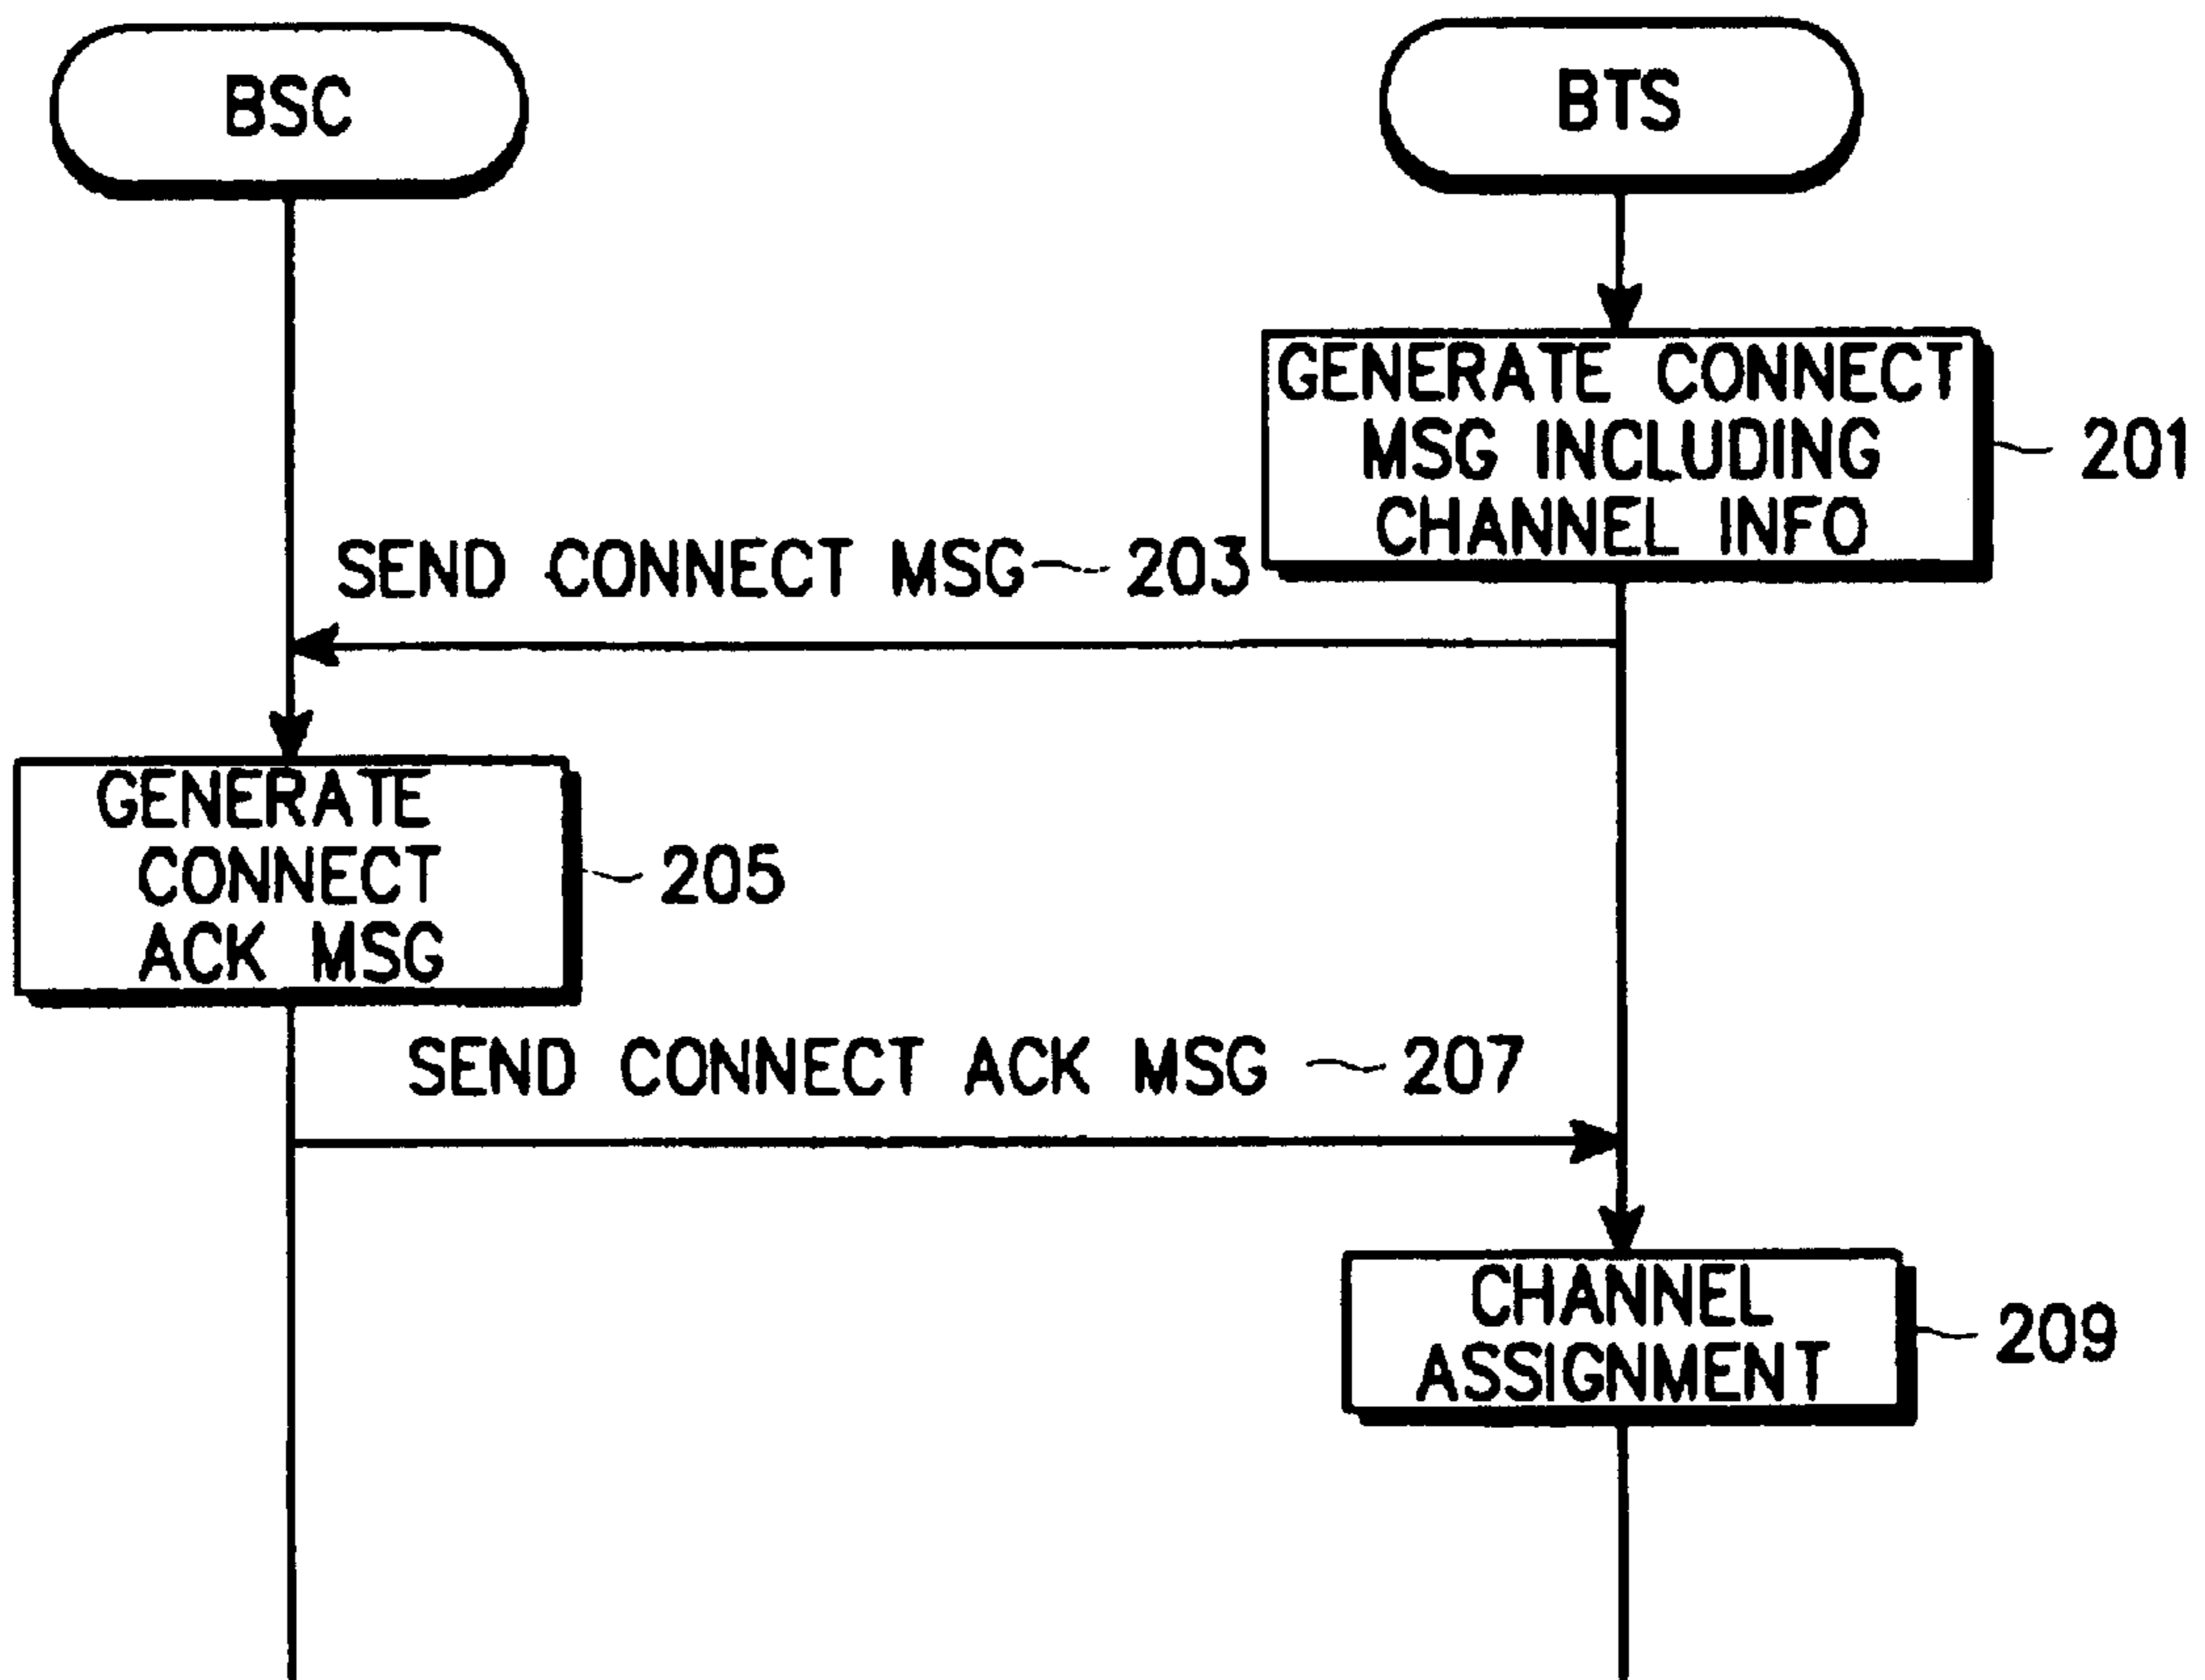 BSC
BTS
GENERATE CONNECT
MSG INCLUDING
CHANNEL INFO
201
SEND CONNECT MSG 203
GENERATE
CONNECT
ACK MSG
205
SEND CONNECT ACK MSG 207
CHANNEL
ASSIGNMENT
209